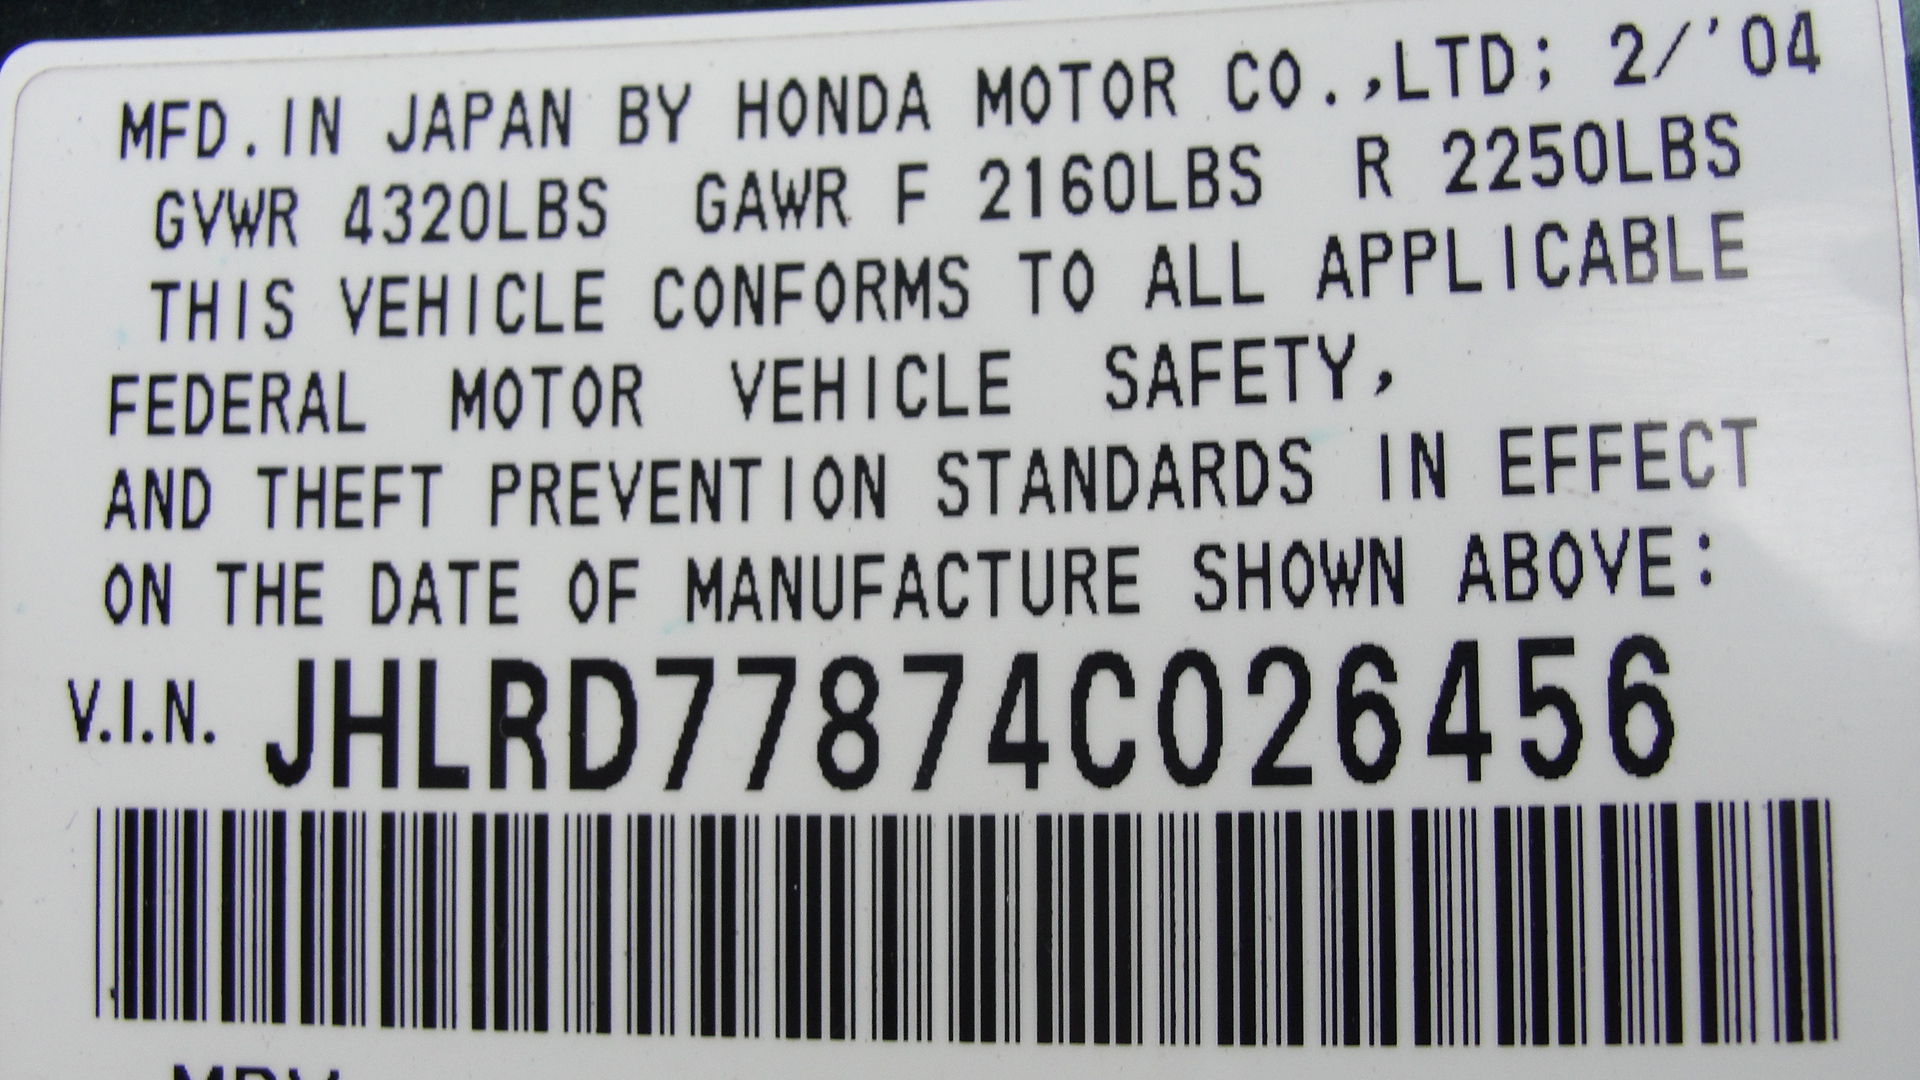 MFD.IN JAPAN BY HONDA MOTOR CO.,LTD; 2/'04
GVWR 4320LBS GAWR F 2160LBS R 2250LBS
THIS VEHICLE CONFORMS TO ALL APPLICABLE
FEDERAL MOTOR VEHICLE SAFETY,
AND THEFT PREVENTION STANDARDS IN EFFECT
ON THE DATE OF MANUFACTURE SHOWN ABOVE:
V.I.N. JHLRD77874C026456